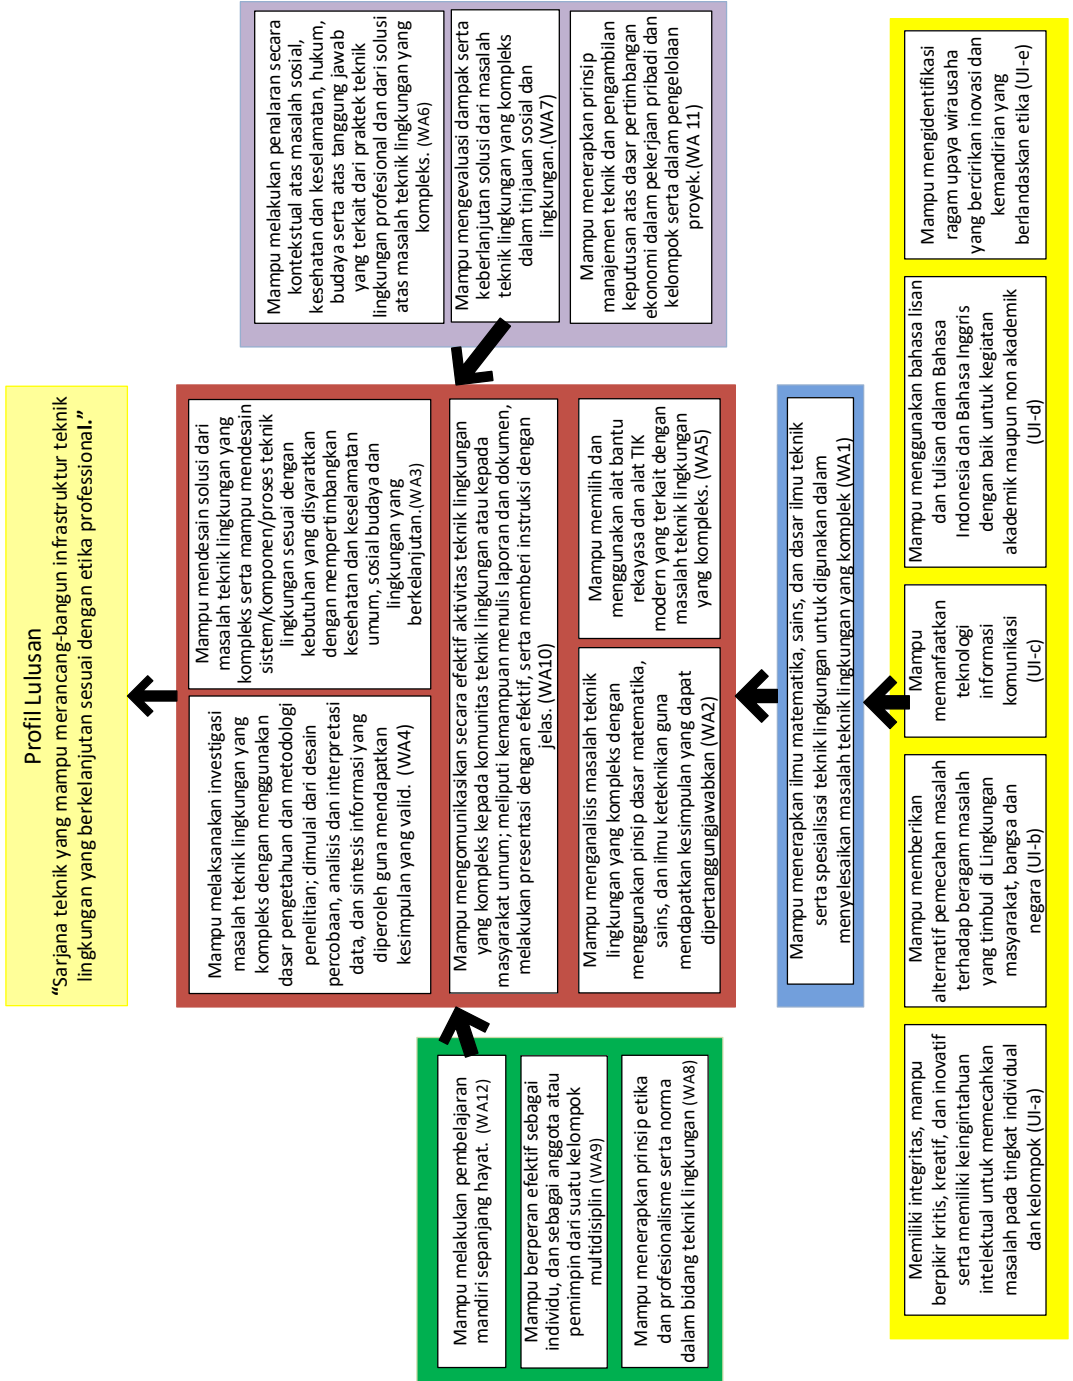 Profil Lulusan
“Sarjana teknik yang mampu merancang-bangun infrastruktur teknik
lingkungan yang berkelanjutan sesuai dengan etika professional.”
Mampu melaksanakan investigasi
masalah teknik lingkungan yang
kompleks dengan menggunakan
dasar pengetahuan dan metodologi
penelitian; dimulai dari desain
percobaan, analisis dan interpretasi
data, dan sintesis informasi yang
diperoleh guna mendapatkan
kesimpulan yang valid. (WA4)
Mampu mendesain solusi dari
masalah teknik lingkungan yang
kompleks serta mampu mendesain
sistem/komponen/proses teknik
lingkungan sesuai dengan
kebutuhan yang disyaratkan
dengan mempertimbangkan
kesehatan dan keselamatan
umum, sosial budaya dan
lingkungan yang
berkelanjutan.(WA3)
Mampu mengomunikasikan secara efektif aktivitas teknik lingkungan
yang kompleks kepada komunitas teknik lingkungan atau kepada
masyarakat umum; meliputi kemampuan menulis laporan dan dokumen,
melakukan presentasi dengan efektif, serta memberi instruksi dengan
jelas. (WA10)
Mampu menganalisis masalah teknik
lingkungan yang kompleks dengan
menggunakan pinsip dasar matematika,
sains, dan ilmu keteknikan guna
mendapatkan kesimpulan yang dapat
dipertanggungjawabkan (WA2)
Mampu memilih dan
menggunakan alat bantu
rekayasa dan alat TIK
modern yang terkait dengan
masalah teknik lingkungan
yang kompleks. (WA5)
Mampu melakukan pembelajaran
mandiri sepanjang hayat. (WA12)
Mampu berperan efektif sebagai
individu, dan sebagai anggota atau
pemimpin dari suatu kelompok
multidisiplin (WA9)
Mampu menerapkan prinsip etika
dan profesionalisme serta norma
dalam bidang teknik lingkungan (WA8)
Mampu melakukan penalaran secara
kontekstual atas masalah sosial,
kesehatan dan keselamatan, hukum,
budaya serta atas tanggung jawab
yang terkait dari praktek teknik
lingkungan profesional dan dari solusi
atas masalah teknik lingkungan yang
kompleks. (WA6)
Mampu mengevaluasi dampak serta
keberlanjutan solusi dari masalah
teknik lingkungan yang kompleks
dalam tinjauan sosial dan
lingkungan.(WA7)
Mampu menerapkan prinsip
manajemen teknik dan pengambilan
keputusan atas dasar pertimbangan
ekonomi dalam pekerjaan pribadi dan
kelompok serta dalam pengelolaan
proyek.(WA 11)
Mampu menerapkan ilmu matematika, sains, dan dasar ilmu teknik
serta spesialisasi teknik lingkungan untuk digunakan dalam
menyelesaikan masalah teknik lingkungan yang komplek (WA1)
Memiliki integritas, mampu
berpikir kritis, kreatif, dan inovatif
serta memiliki keingintahuan
intelektual untuk memecahkan
masalah pada tingkat individual
dan kelompok (UI-a)
Mampu memberikan
alternatif pemecahan masalah
terhadap beragam masalah
yang timbul di Lingkungan
masyarakat, bangsa dan
negara (UI-b)
Mampu
memanfaatkan
teknologi
informasi
komunikasi
(UI-c)
Mampu menggunakan bahasa lisan
dan tulisan dalam Bahasa
Indonesia dan Bahasa Inggris
dengan baik untuk kegiatan
akademik maupun non akademik
(UI-d)
Mampu mengidentifikasi
ragam upaya wirausaha
yang bercirikan inovasi dan
kemandirian yang
berlandaskan etika (UI-e)